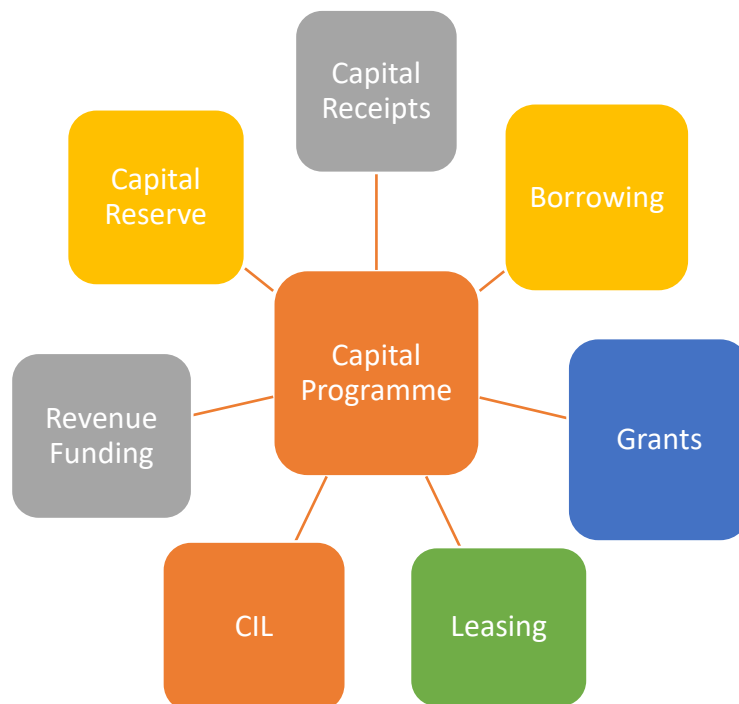 Capital
Receipts
Capital
Reserve
Borrowing
Capital
Programme
Revenue
Funding
Grants
CIL
Leasing